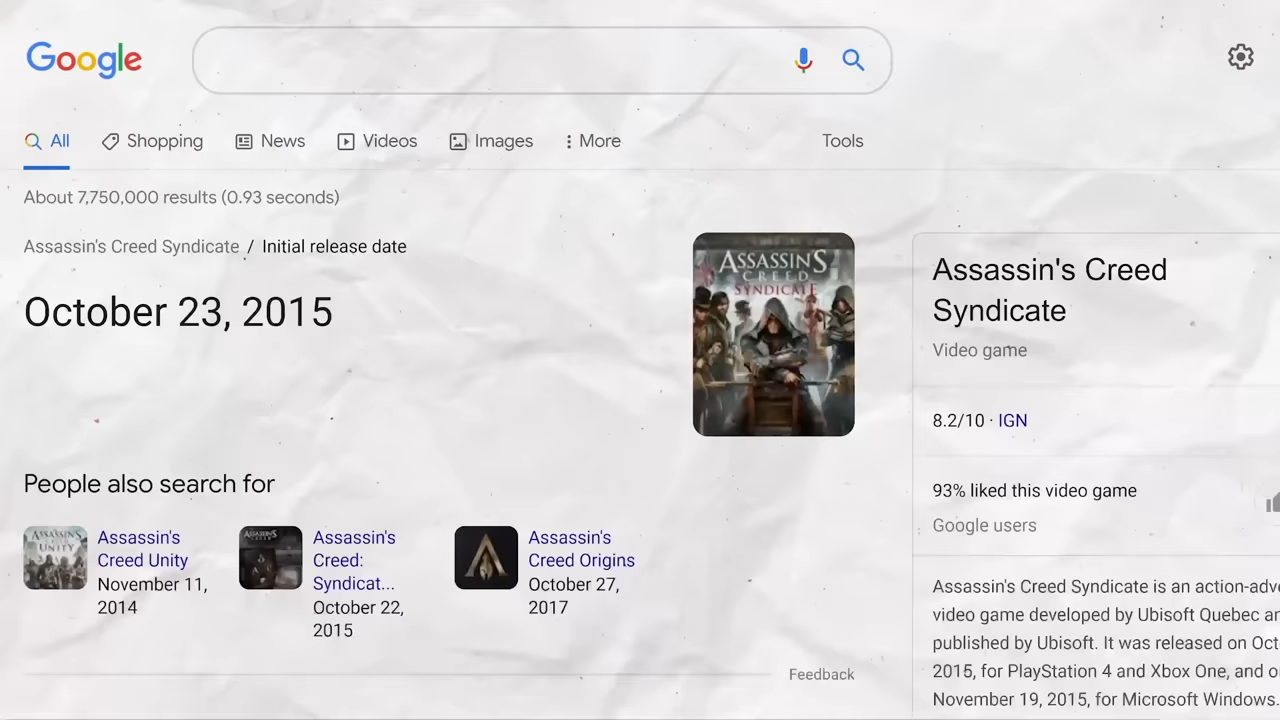 Google
All
Shopping
News
Videos
Images
More
Tools
About 7,750,000 results (0.93 seconds)
Assassin's Creed Syndicate / Initial release date
October 23, 2015
ASSASSIN'S
CREED
SYNDICATE
Assassin's Creed
Syndicate
Video game
8.2/10 · IGN
93% liked this video game
Google users
People also search for
ASSASSIN'S
UNITY
Assassin's
Creed Unity
November 11,
2014
ASSASSIN'S
Assassin's
Creed:
Syndicat...
October 22,
2015
Assassin's
Creed Origins
October 27,
2017
Feedback
Assassin's Creed Syndicate is an action-adve
video game developed by Ubisoft Quebec an
published by Ubisoft. It was released on Oct
2015, for PlayStation 4 and Xbox One, and o
November 19, 2015, for Microsoft Windows.